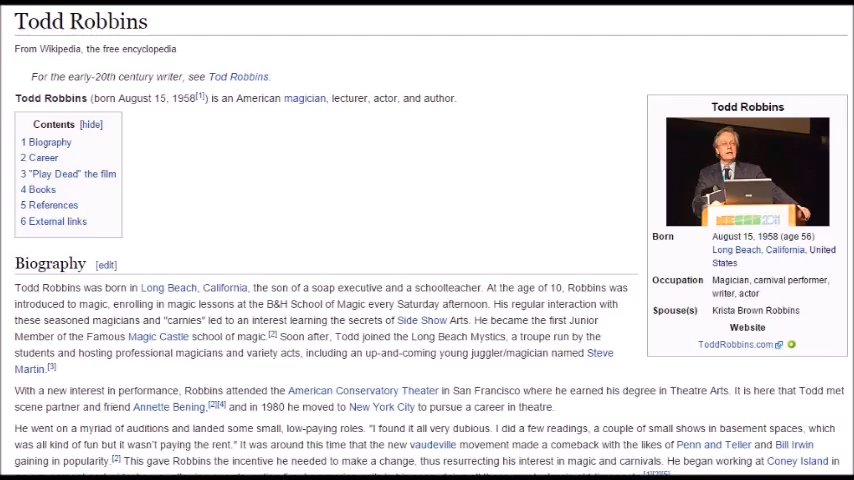 Todd Robbins
From Wikipedia, the free encyclopedia
For the early-20th century writer, see Tod Robbins.
Todd Robbins (born August 15, 1958[1]) is an American magician, lecturer, actor, and author.
Contents [hide]
1 Biography
2 Career
3 "Play Dead" the film
4 Books
5 References
6 External links
Todd Robbins
2011
Born August 15, 1958 (age 56)
Long Beach, California, United
States
Occupation Magician, carnival performer,
writer, actor
Spouse(s) Krista Brown Robbins
Website
ToddRobbins.com
Biography [edit]
Todd Robbins was born in Long Beach, California, the son of a soap executive and a schoolteacher. At the age of 10, Robbins was
introduced to magic, enrolling in magic lessons at the B&H School of Magic every Saturday afternoon. His regular interaction with
these seasoned magicians and "carnies" led to an interest learning the secrets of Side Show Arts. He became the first Junior
Member of the Famous Magic Castle school of magic.[2] Soon after, Todd joined the Long Beach Mystics, a troupe run by the
students and hosting professional magicians and variety acts, including an up-and-coming young juggler/magician named Steve
Martin.[3]
With a new interest in performance, Robbins attended the American Conservatory Theater in San Francisco where he earned his degree in Theatre Arts. It is here that Todd met
scene partner and friend Annette Bening,[2][4] and in 1980 he moved to New York City to pursue a career in theatre.
He went on a myriad of auditions and landed some small, low-paying roles. "I found it all very dubious. I did a few readings, a couple of small shows in basement spaces, which
was all kind of fun but it wasn't paying the rent." It was around this time that the new vaudeville movement made a comeback with the likes of Penn and Teller and Bill Irwin
gaining in popularity.[2] This gave Robbins the incentive he needed to make a change, thus resurrecting his interest in magic and carnivals. He began working at Coney Island in